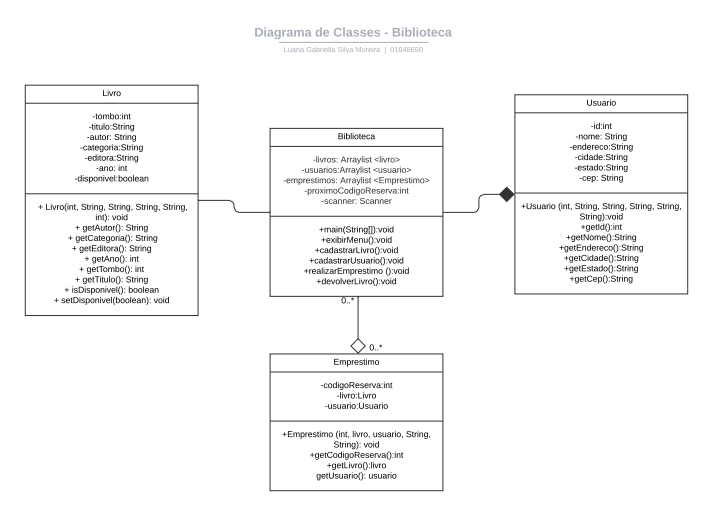 Diagrama de Classes - Biblioteca
Luana Gabriella Silva Moreira | 01648650
Livro
-tombo:int
-titulo:String
-autor: String
-categoria:String
-editora:String
-ano: int
-disponivel:boolean
+ Livro(int, String, String, String, String,
int): void
+ getAutor(): String
+ getCategoria(): String
+ getEditora(): String
+ getAno(): int
+ getTombo(): int
+ getTitulo(): String
+ isDisponivel(): boolean
+ setDisponivel(boolean): void
Biblioteca
-livros: Arraylist <livro>
-usuarios:Arraylist <usuario>
-emprestimos: Arraylist <Emprestimo>
-proximoCodigoReserva:int
-scanner: Scanner
+main(String[]):void
+exibirMenu():void
+cadastrarLivro():void
+cadastrarUsuario():void
+realizarEmprestimo ():void
+devolverLivro():void
0..*
0..*
Usuario
-id:int
-nome: String
-endereco:String
-cidade:String
-estado:String
-cep: String
+Usuario (int, String, String, String, String,
String):void
+getId():int
+getNome():String
+getEndereco():String
+getCidade():String
+getEstado():String
+getCep():String
Emprestimo
-codigoReserva:int
-livro:Livro
-usuario:Usuario
+Emprestimo (int, livro, usuario, String,
String): void
+getCodigoReserva():int
+getLivro():livro
getUsuario(): usuario